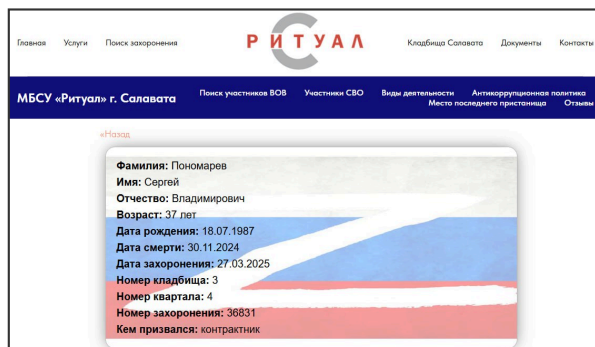 Главная Услуги Поиск захоронения РИТУАЛ Кладбища Салавата Документы Контакты
МБСУ «Ритуал» г. Салавата Поиск участников ВОВ Участники СВО Виды деятельности Антикоррупционная политика
Место последнего пристанища Отзывы
«Назад
Фамилия: Пономарев
Имя: Сергей
Отчество: Владимирович
Возраст: 37 лет
Дата рождения: 18.07.1987
Дата смерти: 30.11.2024
Дата захоронения: 27.03.2025
Номер кладбища: 3
Номер квартала: 4
Номер захоронения: 36831
Кем призвался: контрактник